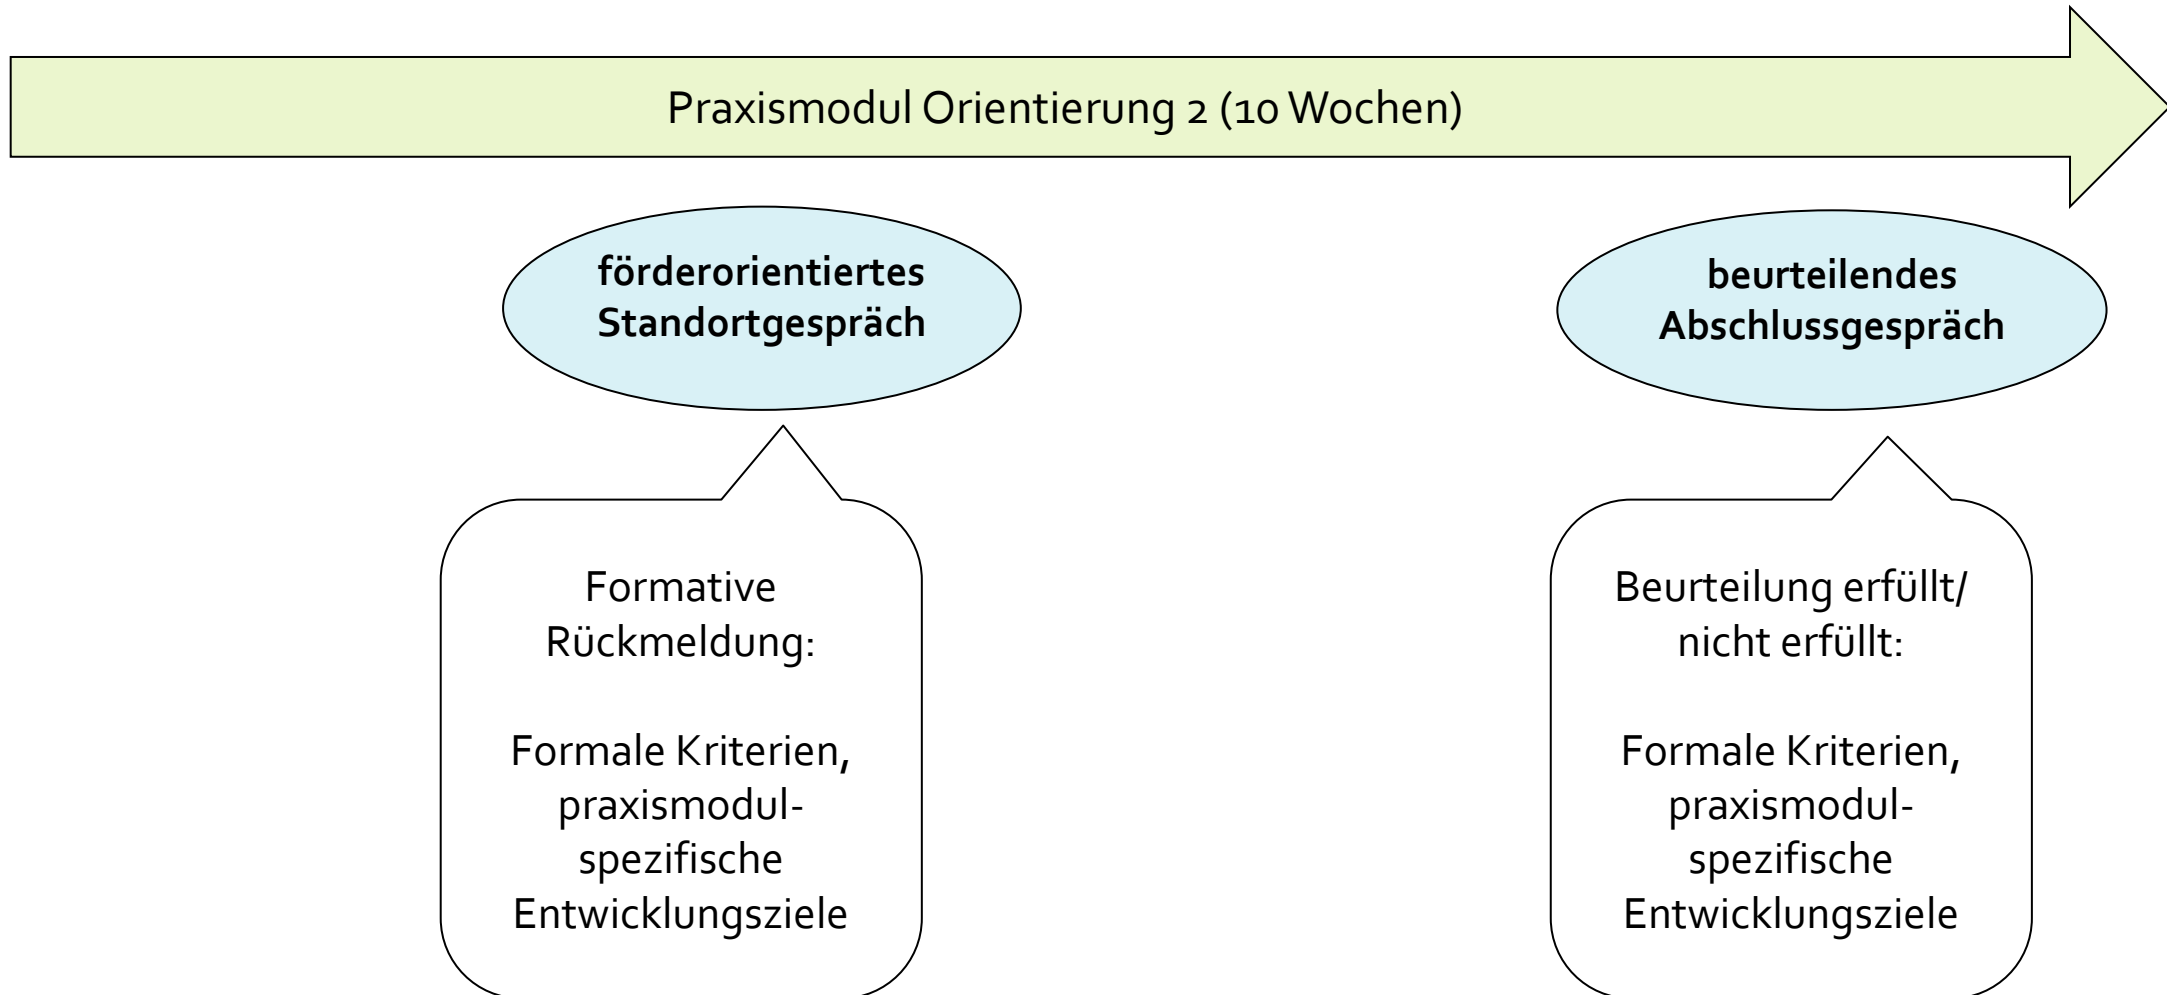 Praxismodul Orientierung 2 (10 Wochen)
förderorientiertes
Standortgespräch
beurteilendes
Abschlussgespräch
Formative
Rückmeldung:
Formale Kriterien,
praxismodul-
spezifische
Entwicklungsziele
Beurteilung erfüllt/
nicht erfüllt:
Formale Kriterien,
praxismodul-
spezifische
Entwicklungsziele